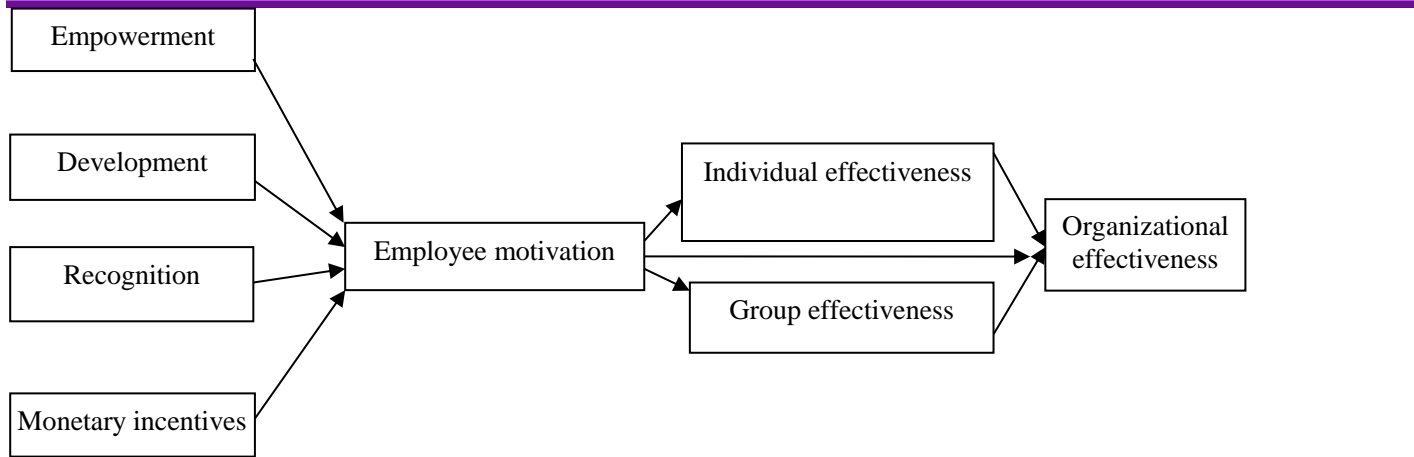 Empowerment
Development
Recognition
Monetary incentives
Employee motivation
Individual effectiveness
Group effectiveness
Organizational
effectiveness